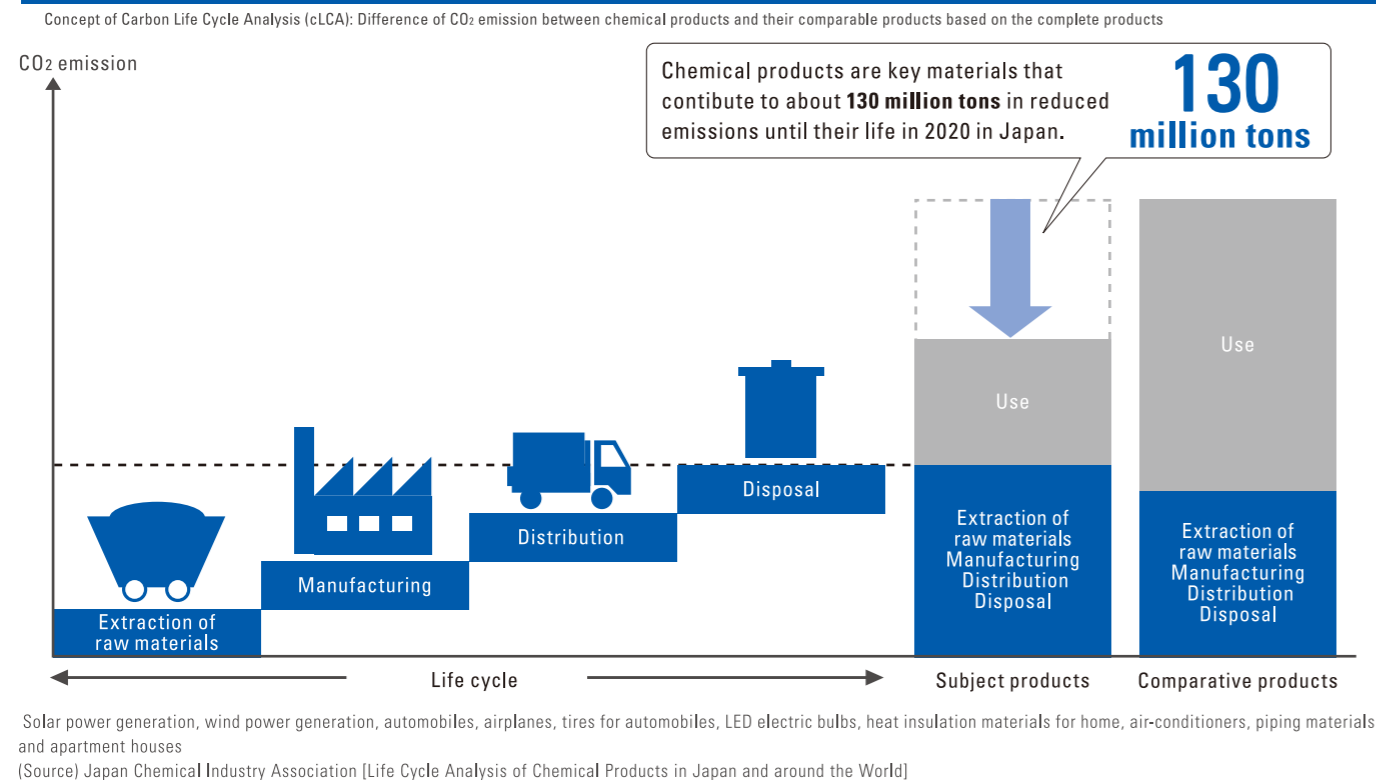 Concept of Carbon Life Cycle Analysis (cLCA): Difference of CO2 emission between chemical products and their comparable products based on the complete products
CO2 emission
Chemical products are key materials that
contibute to about 130 million tons in reduced
emissions until their life in 2020 in Japan.
130
million tons
Use
Use
Disposal
Distribution
Manufacturing
Extraction of
raw materials
Extraction of
raw materials
Manufacturing
Distribution
Disposal
Extraction of
raw materials
Manufacturing
Distribution
Disposal
Life cycle
Subject products
Comparative products
Solar power generation, wind power generation, automobiles, airplanes, tires for automobiles, LED electric bulbs, heat insulation materials for home, air-conditioners, piping materials
and apartment houses
(Source) Japan Chemical Industry Association [Life Cycle Analysis of Chemical Products in Japan and around the World]